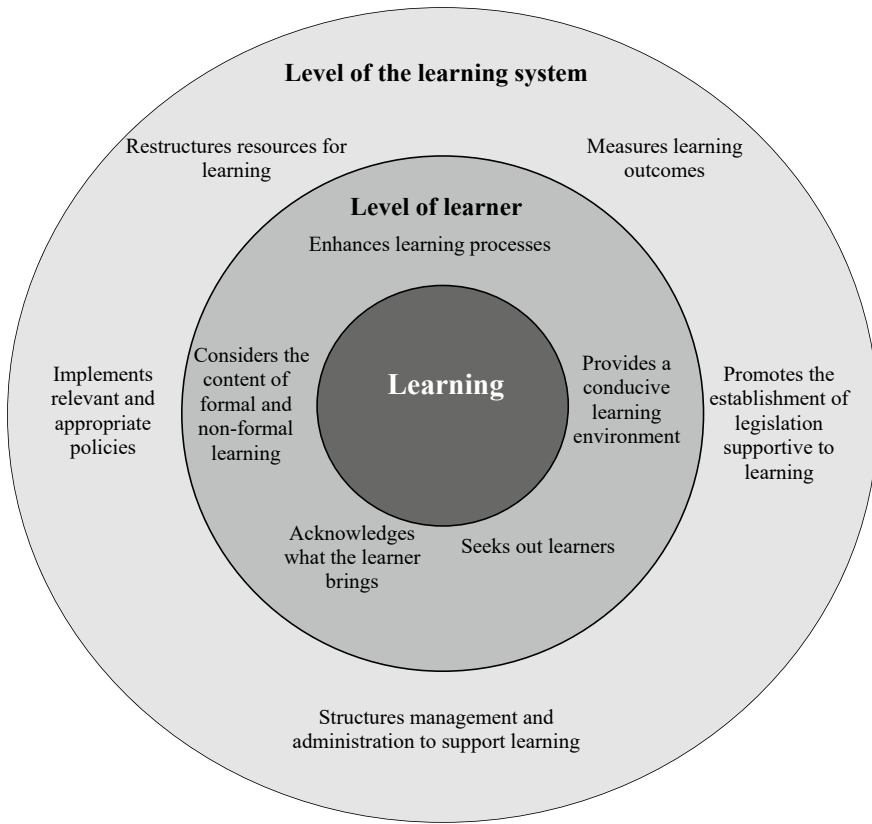 Level of the learning system
Restructures resources for
learning
Measures learning
outcomes
Level of learner
Enhances learning processes
Implements
relevant and
appropriate
policies
Considers the
content of
formal and
non-formal
learning
Learning
Provides a
conducive
learning
environment
Promotes the
establishment of
legislation
supportive to
learning
Acknowledges
what the learner
brings
Seeks out learners
Structures management and
administration to support learning